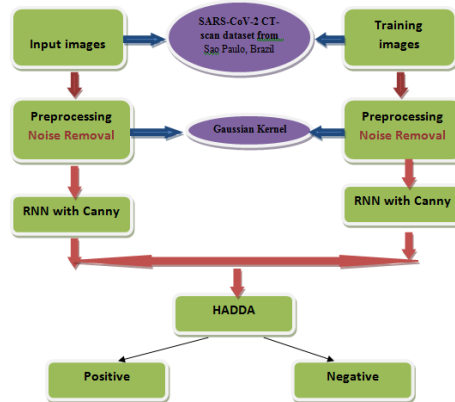 Input images
SARS-CoV-2 CT-
scan dataset from
Sao Paulo, Brazil
Training
images
Preprocessing
Noise Removal
Gaussian Kernel
Preprocessing
Noise Removal
RNN with Canny
RNN with Canny
HADDA
Positive
Negative